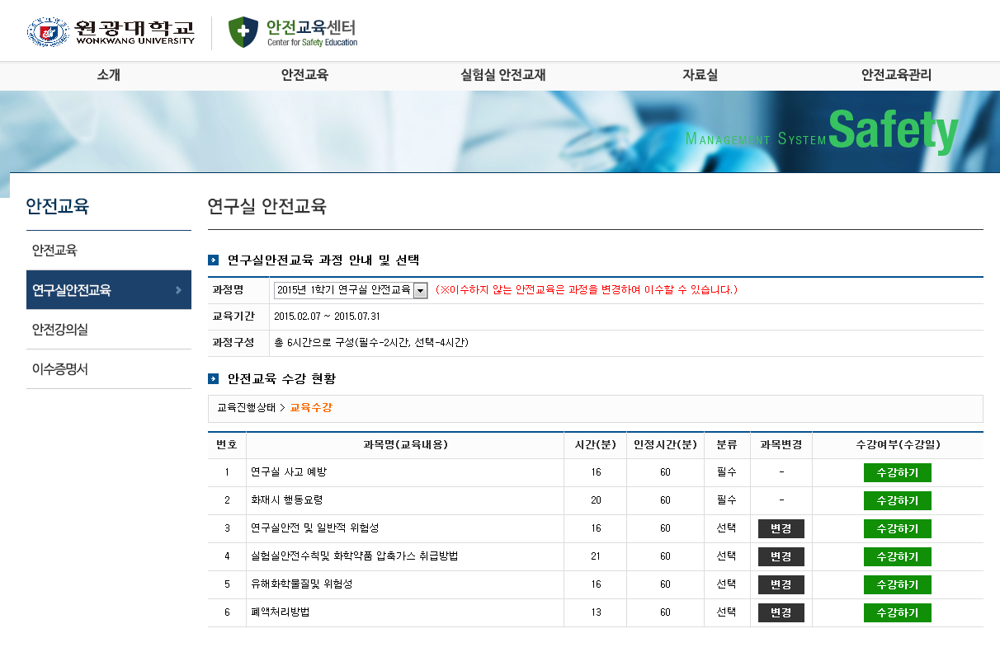 원광대학교
WONKWANG UNIVERSITY
안전교육센터
Center for Safety Education
소개 안전교육 실험실 안전교재 자료실 안전교육관리
MANAGEMENT SYSTEM Safety
안전교육
안전교육
연구실안전교육
안전강의실
이수증명서
연구실 안전교육
연구실안전교육 과정 안내 및 선택
과정명 2015년 1학기 연구실 안전교육 (※이수하지 않는 안전교육은 과정을 변경하여 이수할 수 있습니다.)
교육기간 2015.02.07 ~ 2015.07.31
과정구성 총 6시간으로 구성(필수-2시간, 선택-4시간)
안전교육 수강 현황
교육진행상태 > 교육수강
번호 과목명(교육내용) 시간(분) 인정시간(분) 분류 과목변경 수강여부(수강일)
1 연구실 사고 예방 16 60 필수 - 수강하기
2 화재시 행동요령 20 60 필수 - 수강하기
3 연구실안전 및 일반적 위험성 16 60 선택 변경 수강하기
4 실험실안전수칙및 화학약품 압축가스 취급방법 21 60 선택 변경 수강하기
5 유해화학물질및 위험성 16 60 선택 변경 수강하기
6 폐액처리방법 13 60 선택 변경 수강하기